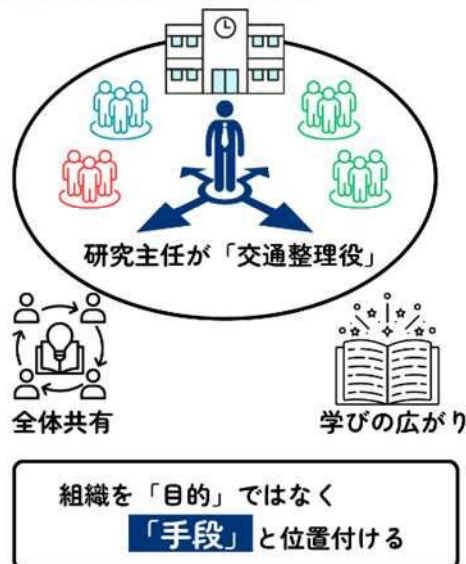 研究主任が「交通整理役」
全体共有
学びの広がり
組織を「目的」ではなく
「手段」と位置付ける